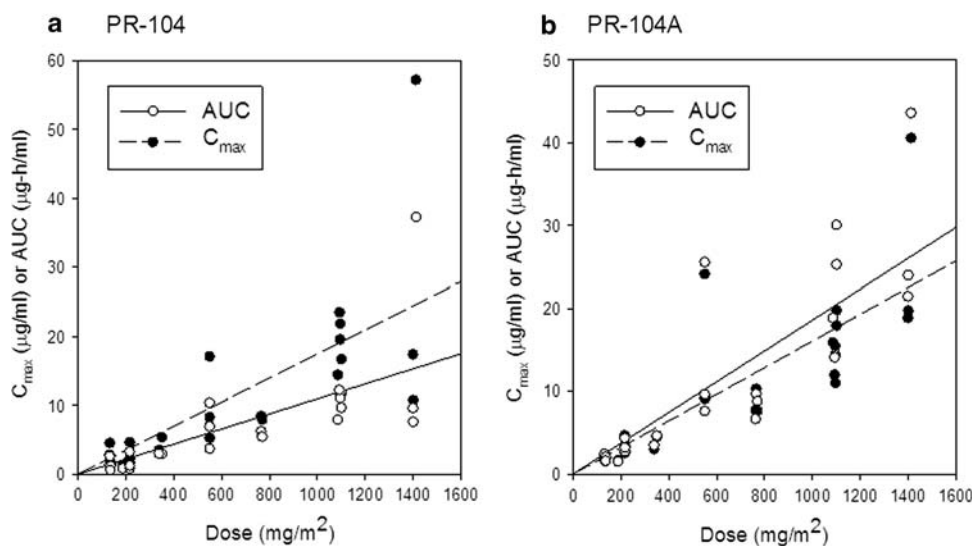 a PR-104
60
50
40
30
20
10
0
AUC
Cmax
Cmax (μg/ml) or AUC (μg-h/ml)
0 200 400 600 800 1000 1200 1400 1600
Dose (mg/m²)
b PR-104A
50
40
30
20
10
0
AUC
Cmax
Cmax (μg/ml) or AUC (μg-h/ml)
0 200 400 600 800 1000 1200 1400 1600
Dose (mg/m²)